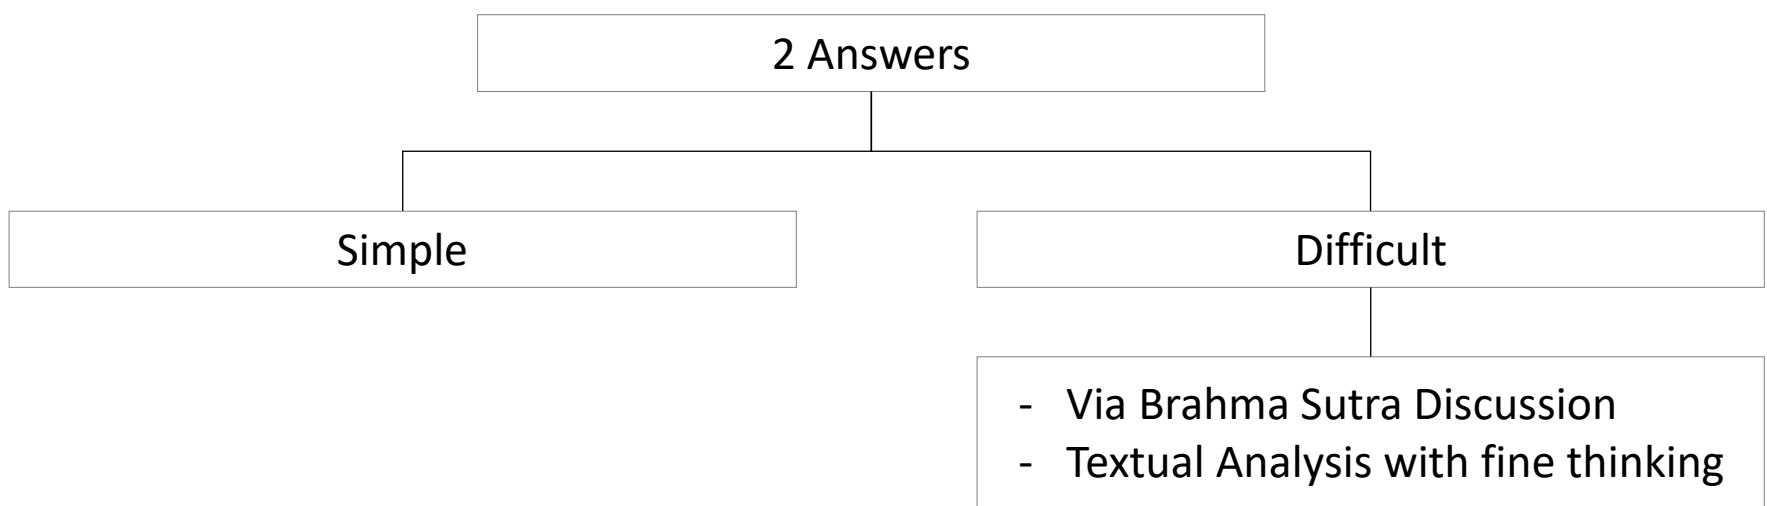 2 Answers
Simple
Difficult
- Via Brahma Sutra Discussion
- Textual Analysis with fine thinking